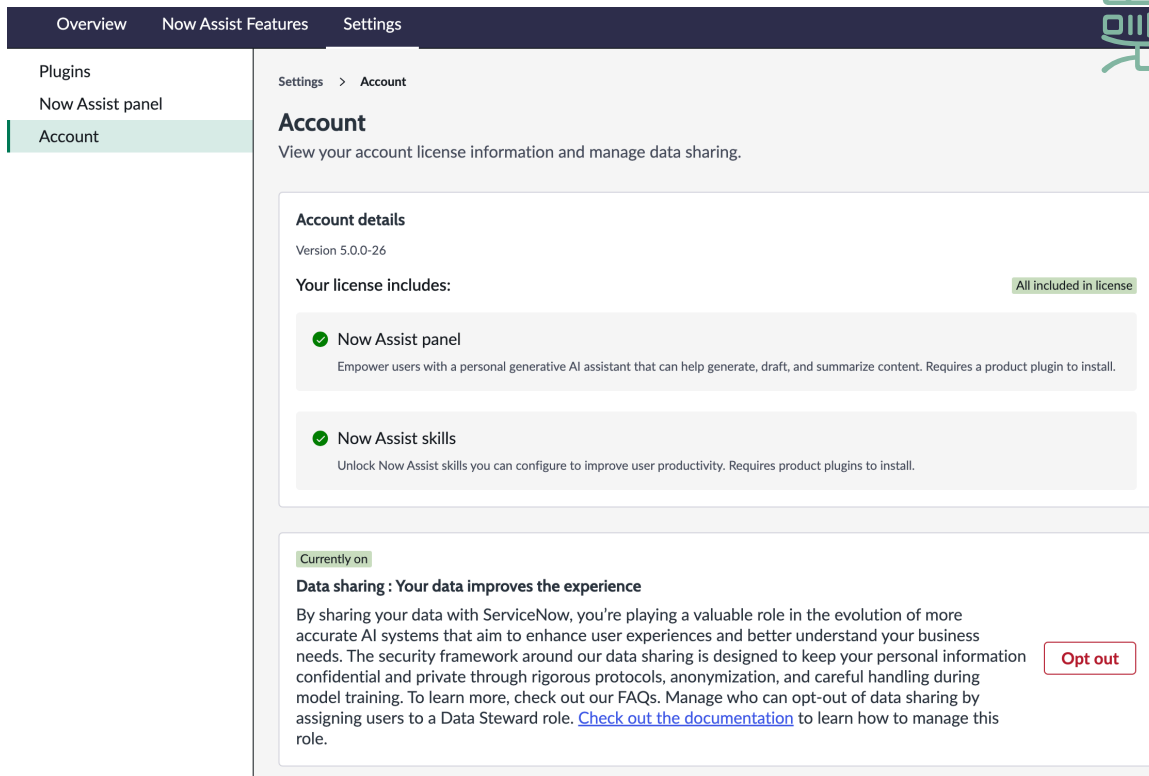 Overview Now Assist Features Settings
Plugins
Now Assist panel
Account
Settings > Account
Account
View your account license information and manage data sharing.
Account details
Version 5.0.0-26
Your license includes:
All included in license
Now Assist panel
Empower users with a personal generative AI assistant that can help generate, draft, and summarize content. Requires a product plugin to install.
Now Assist skills
Unlock Now Assist skills you can configure to improve user productivity. Requires product plugins to install.
Currently on
Data sharing : Your data improves the experience
By sharing your data with ServiceNow, you’re playing a valuable role in the evolution of more
accurate AI systems that aim to enhance user experiences and better understand your business
needs. The security framework around our data sharing is designed to keep your personal information
confidential and private through rigorous protocols, anonymization, and careful handling during
model training. To learn more, check out our FAQs. Manage who can opt-out of data sharing by
assigning users to a Data Steward role. Check out the documentation to learn how to manage this
role.
Opt out